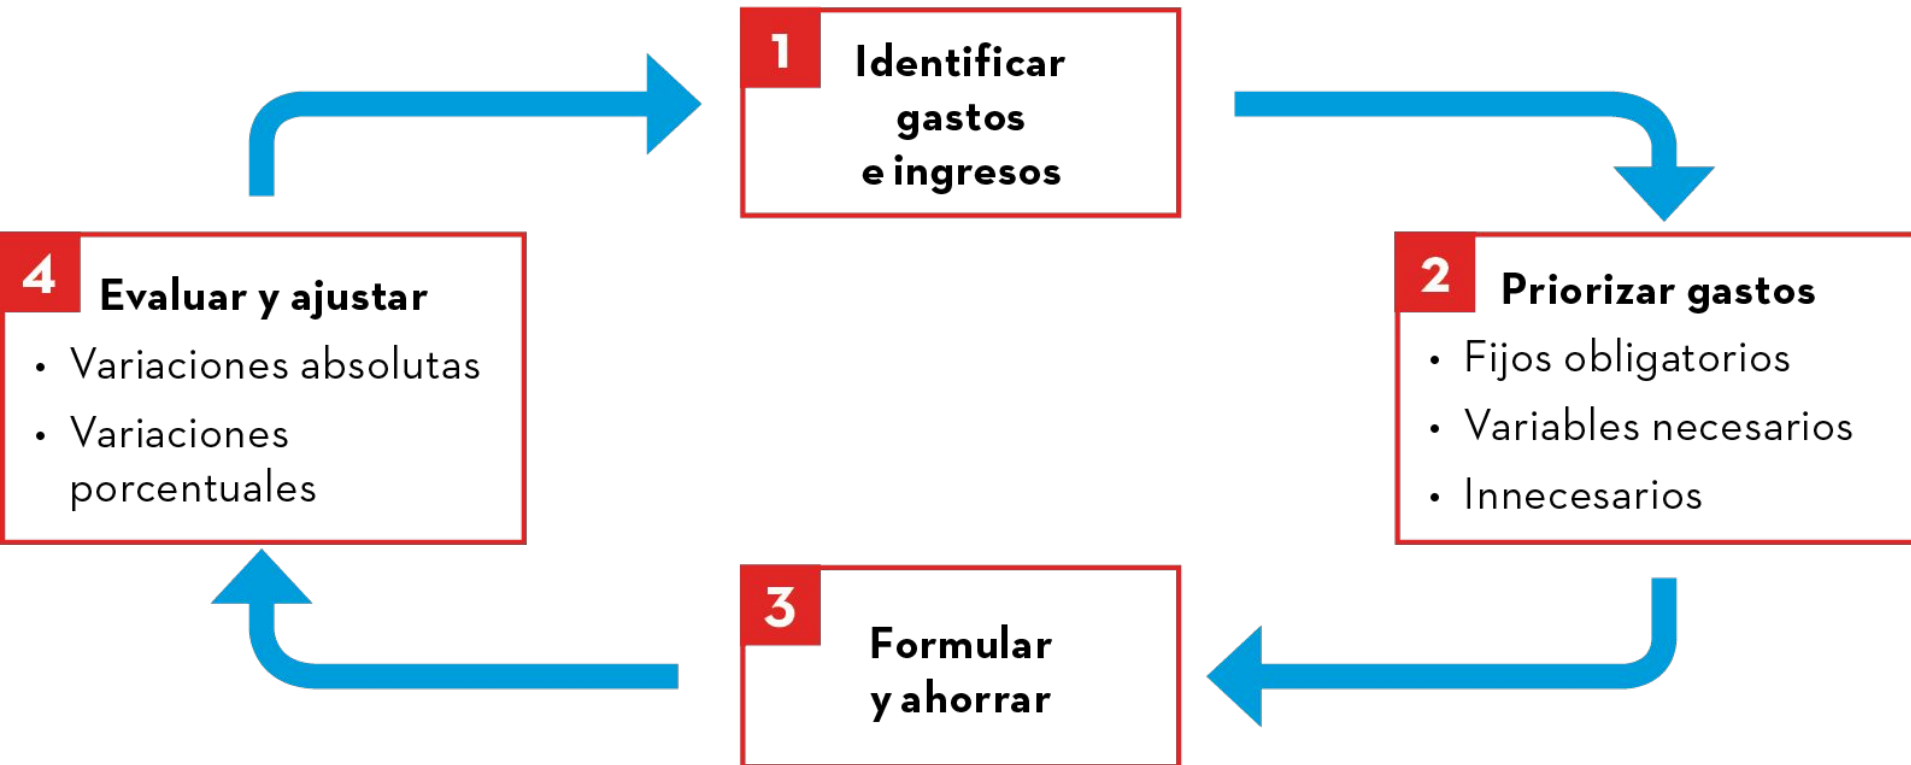 1
Identificar
gastos
e ingresos
2
Priorizar gastos
• Fijos obligatorios
• Variables necesarios
• Innecesarios
3
Formular
y ahorrar
4
Evaluar y ajustar
• Variaciones absolutas
• Variaciones
porcentuales